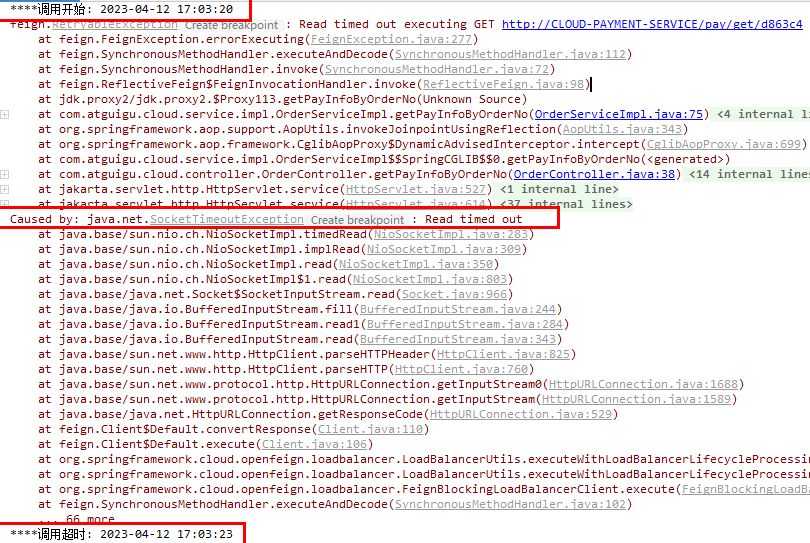 ****调用开始: 2023-04-12 17:03:20
feign.RetryableException Create breakpoint : Read timed out executing GET http://CLOUD-PAYMENT-SERVICE/pay/get/d863c4
at feign.FeignException.errorExecuting(FeignException.java:277)
at feign.SynchronousMethodHandler.executeAndDecode(SynchronousMethodHandler.java:112)
at feign.SynchronousMethodHandler.invoke(SynchronousMethodHandler.java:72)
at feign.ReflectiveFeign$FeignInvocationHandler.invoke(ReflectiveFeign.java:98)
at jdk.proxy2/jdk.proxy2.$Proxy113.getPayInfoByOrderNo(Unknown Source)
at com.atguigu.cloud.service.impl.OrderServiceImpl.getPayInfoByOrderNo(OrderServiceImpl.java:75) <4 internal l
at org.springframework.aop.support.AopUtils.invokeJoinpointUsingReflection(AopUtils.java:343)
at org.springframework.aop.framework.CglibAopProxy$DynamicAdvisedInterceptor.intercept(CglibAopProxy.java:699)
at com.atguigu.cloud.service.impl.OrderServiceImpl$$SpringCGLIB$$0.getPayInfoByOrderNo(<generated>)
at com.atguigu.cloud.controller.OrderController.getPayInfoByOrderNo(OrderController.java:38) <14 internal lines>
at jakarta.servlet.http.HttpServlet.service(HttpServlet.java:527) <1 internal line>
at jakarta.servlet.http.HttpServlet.service(HttpServlet.java:614) <37 internal lines>
Caused by: java.net.SocketTimeoutException Create breakpoint : Read timed out
at java.base/sun.nio.ch.NioSocketImpl.timedRead(NioSocketImpl.java:283)
at java.base/sun.nio.ch.NioSocketImpl.implRead(NioSocketImpl.java:309)
at java.base/sun.nio.ch.NioSocketImpl.read(NioSocketImpl.java:350)
at java.base/sun.nio.ch.NioSocketImpl$1.read(NioSocketImpl.java:803)
at java.base/java.net.Socket$SocketInputStream.read(Socket.java:966)
at java.base/java.io.BufferedInputStream.fill(BufferedInputStream.java:244)
at java.base/java.io.BufferedInputStream.read1(BufferedInputStream.java:284)
at java.base/java.io.BufferedInputStream.read(BufferedInputStream.java:343)
at java.base/sun.net.www.http.HttpClient.parseHTTPHeader(HttpClient.java:825)
at java.base/sun.net.www.http.HttpClient.parseHTTP(HttpClient.java:760)
at java.base/sun.net.www.protocol.http.HttpURLConnection.getInputStream0(HttpURLConnection.java:1688)
at java.base/sun.net.www.protocol.http.HttpURLConnection.getInputStream(HttpURLConnection.java:1589)
at java.base/java.net.HttpURLConnection.getResponseCode(HttpURLConnection.java:529)
at feign.Client$Default.convertResponse(Client.java:110)
at feign.Client$Default.execute(Client.java:106)
at org.springframework.cloud.openfeign.loadbalancer.LoadBalancerUtils.executeWithLoadBalancerLifecycleProcessin
at org.springframework.cloud.openfeign.loadbalancer.FeignBlockingLoadBalancerClient.execute(FeignBlockingLoadBa
at feign.SynchronousMethodHandler.executeAndDecode(SynchronousMethodHandler.java:102)
... 66 more
****调用超时: 2023-04-12 17:03:23